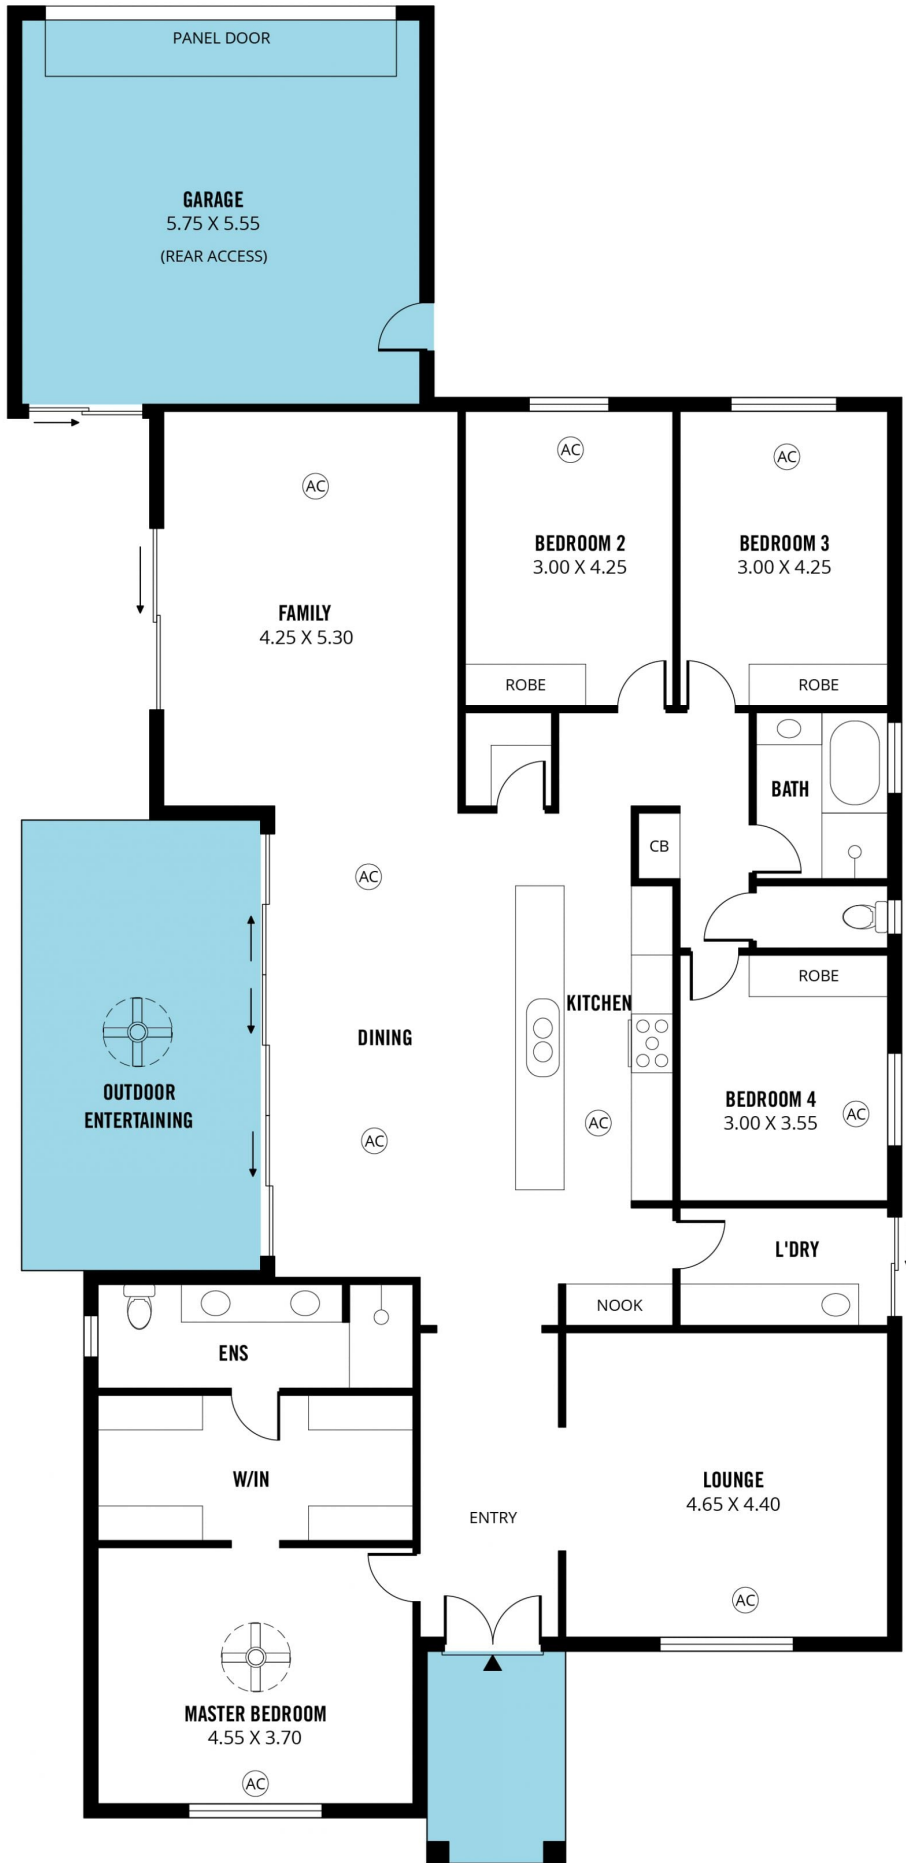 PANEL DOOR
GARAGE
5.75 X 5.55
(REAR ACCESS)
AC
AC
AC
BEDROOM 2
3.00 X 4.25
BEDROOM 3
3.00 X 4.25
FAMILY
4.25 X 5.30
ROBE
ROBE
BATH
CB
AC
ROBE
KITCHEN
DINING
OUTDOOR
ENTERTAINING
BEDROOM 4
3.00 X 3.55
AC
AC
AC
L'DRY
NOOK
ENS
W/IN
LOUNGE
4.65 X 4.40
ENTRY
AC
MASTER BEDROOM
4.55 X 3.70
AC